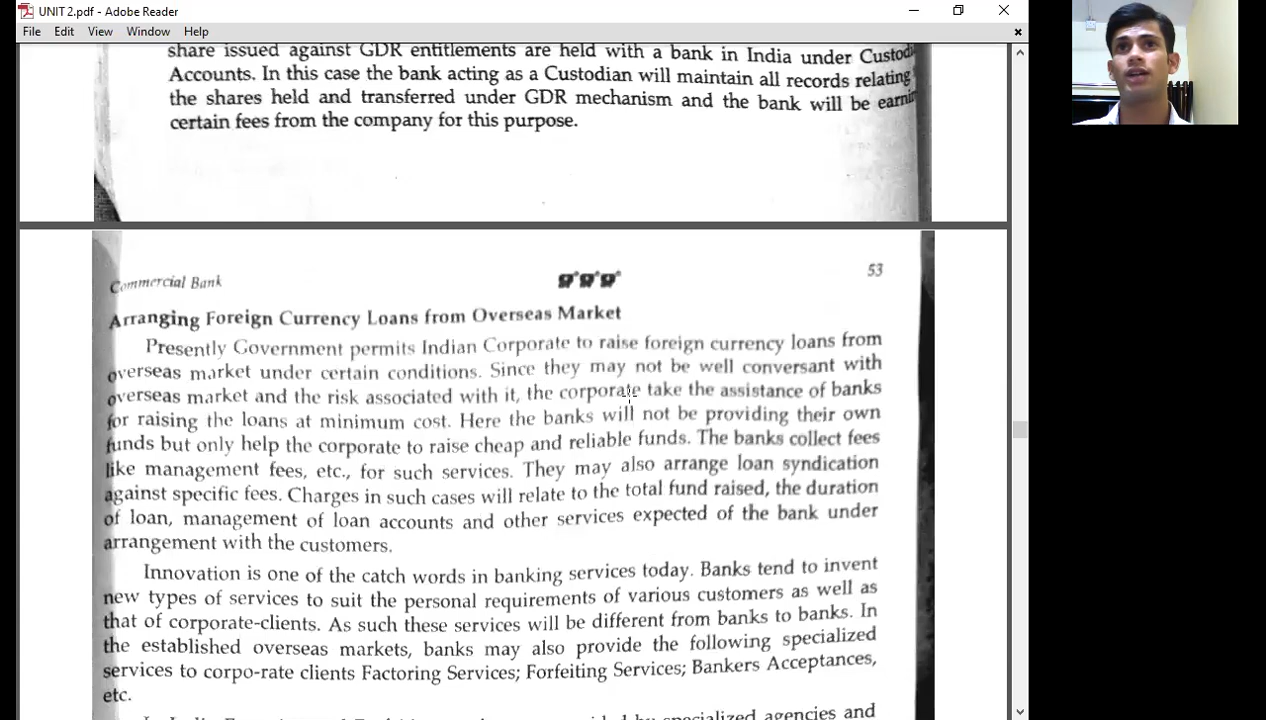 UNIT 2.pdf - Adobe Reader
File Edit View Window Help
share issued against GDR entitlements are held with a bank in India under
Accounts. In this case the bank acting as a Custodian will maintain all records relating
the shares held and transferred under GDR mechanism and the bank will be
certain fees from the company for this purpose.
Commercial Bank
53
Arranging Foreign Currency Loans from Overseas Market
Presently Government permits Indian Corporate to raise foreign currency loans from
overseas market under certain conditions. Since they may not be well conversant with
overseas market and the risk associated with it, the corporate take the assistance of banks
for raising the loans at minimum cost. Here the banks will not be providing their own
funds but only help the corporate to raise cheap and reliable funds. The banks collect fees
like management fees, etc., for such services. They may also arrange loan syndication
against specific fees. Charges in such cases will relate to the total fund raised, the duration
of loan, management of loan accounts and other services expected of the bank under
arrangement with the customers.
Innovation is one of the catch words in banking services today. Banks tend to invent
new types of services to suit the personal requirements of various customers as well as
that of corporate-clients. As such these services will be different from banks to banks. In
the established overseas markets, banks may also provide the following specialized
services to corpo-rate clients Factoring Services; Forfeiting Services; Bankers Acceptances,
etc.
specialized agencies and